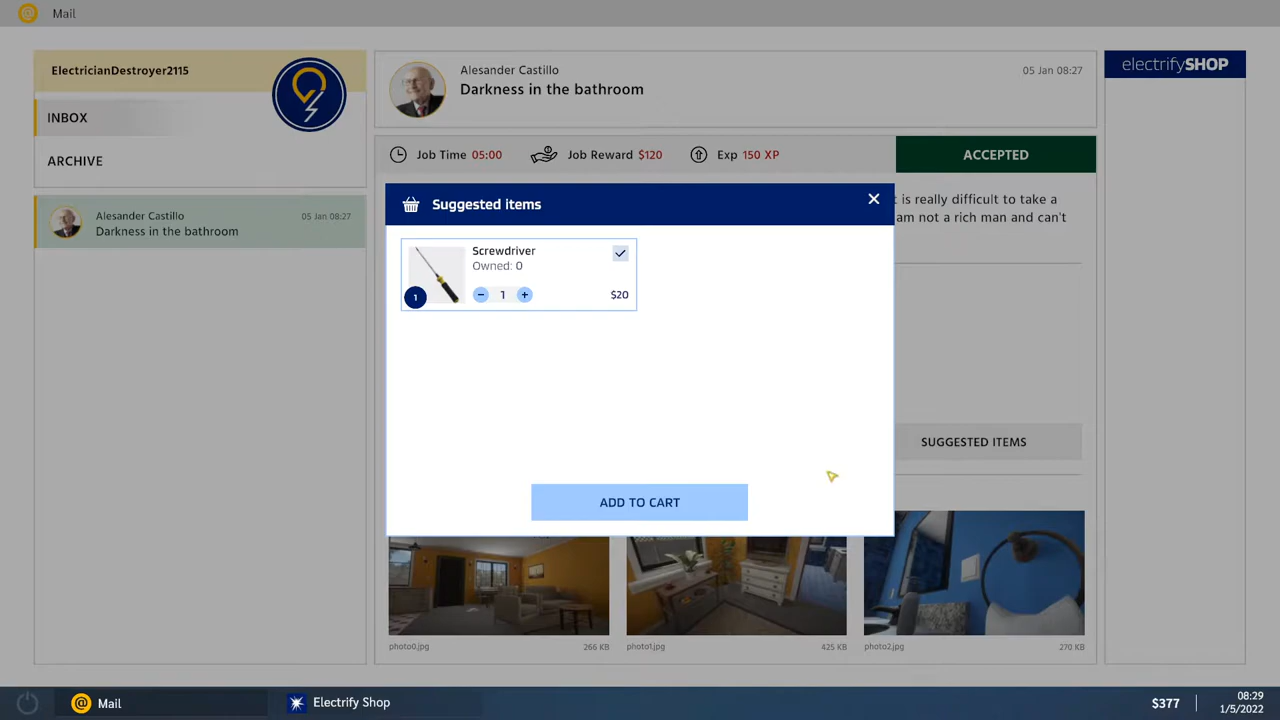 Mail
ElectricianDestroyer2115
INBOX
ARCHIVE
Alesander Castillo
05 Jan 08:27
Darkness in the bathroom
Alesander Castillo
05 Jan 08:27
Darkness in the bathroom
Job Time 05:00
Job Reward $120
Exp 150 XP
ACCEPTED
t is really difficult to take a
am not a rich man and can't
SUGGESTED ITEMS
photo0.jpg
266 KB
photo1.jpg
425 KB
photo2.jpg
270 KB
electrifySHOP
Suggested items
Screwdriver
Owned: 0
1
1
$20
ADD TO CART
Mail
Electrify Shop
$377
08:29
1/5/2022